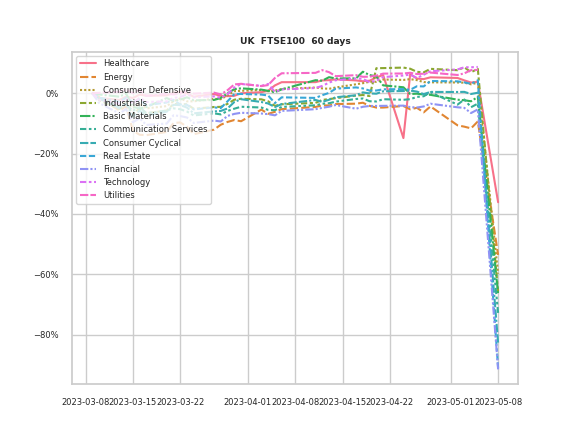 UK FTSE100 60 days
Healthcare
Energy
Consumer Defensive
Industrials
Basic Materials
Communication Services
Consumer Cyclical
Real Estate
Financial
Technology
Utilities
0%
−20%
−40%
−60%
−80%
2023-03-08 2023-03-15 2023-03-22 2023-04-01 2023-04-08 2023-04-15 2023-04-22 2023-05-01 2023-05-08